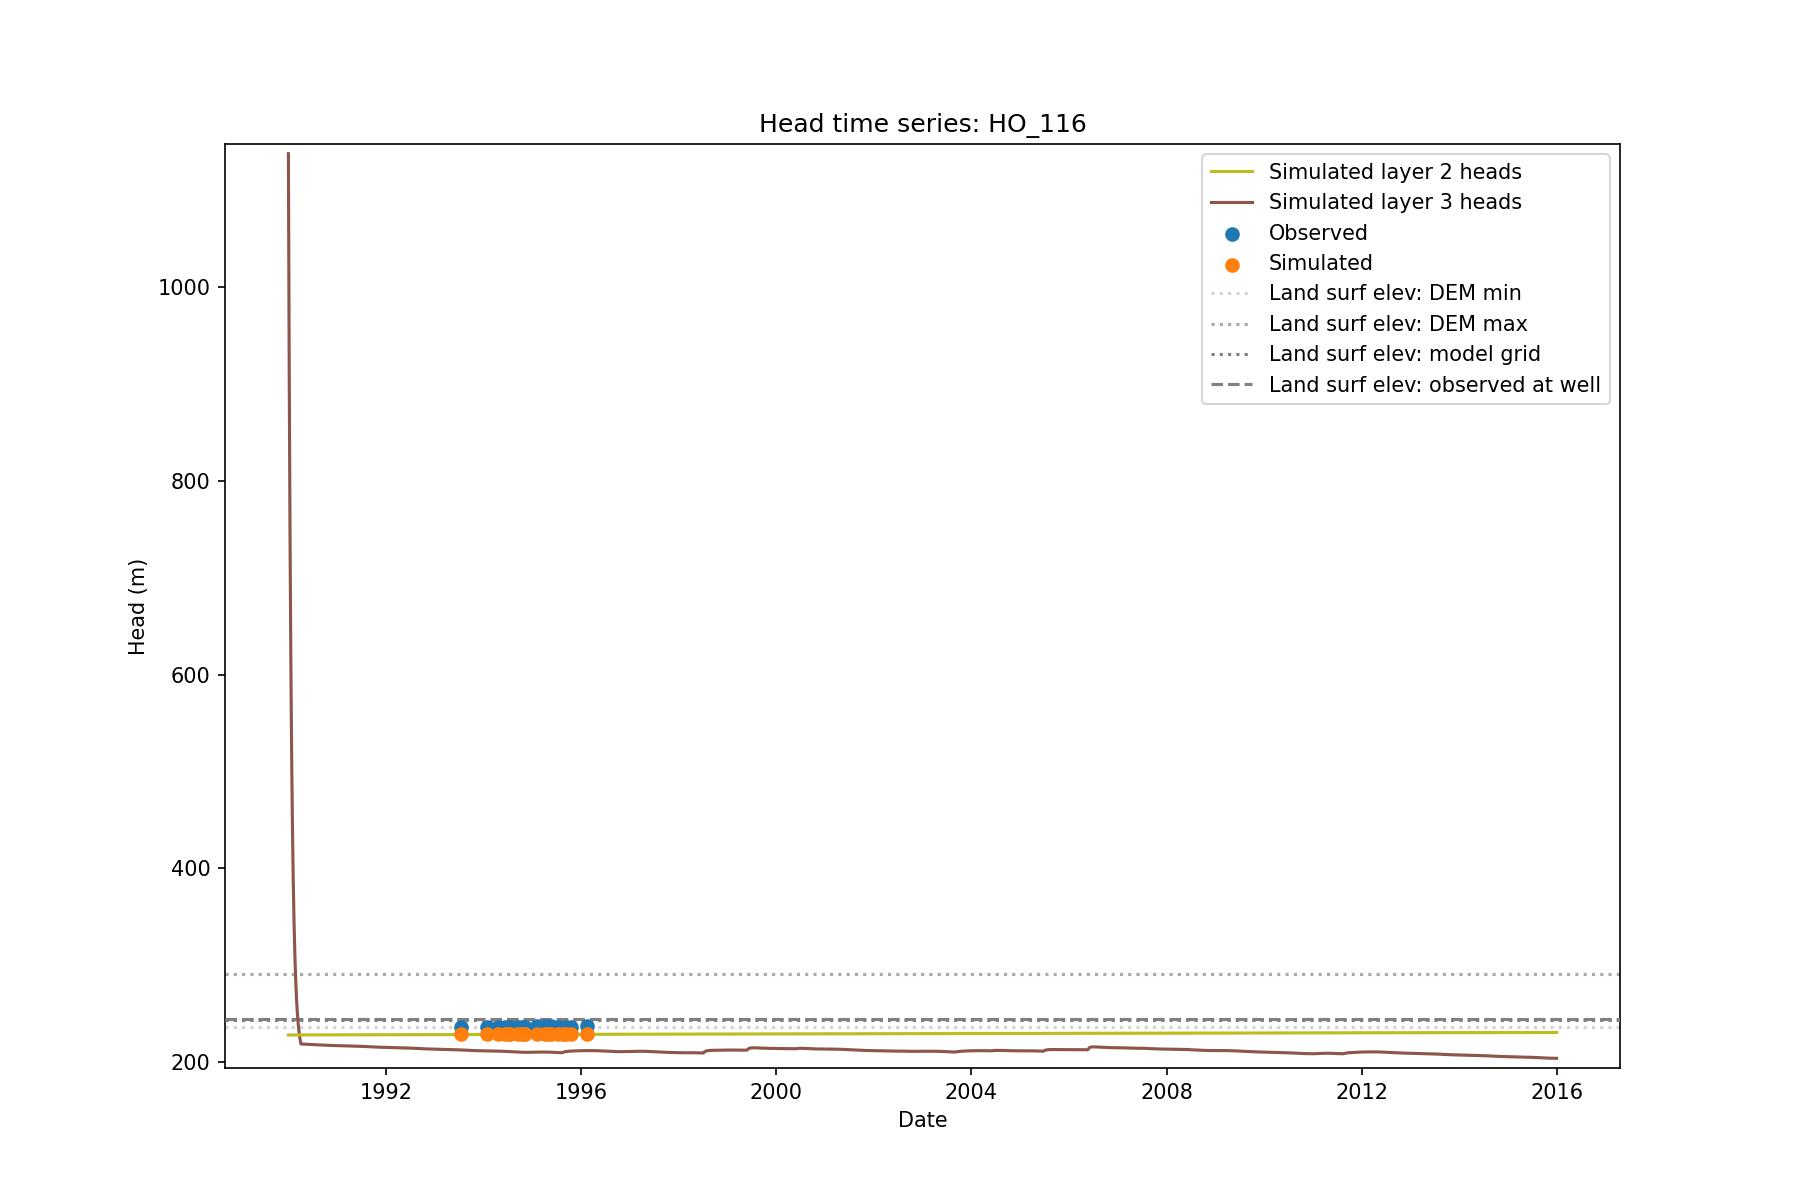 Head time series: HO_116
Simulated layer 2 heads
Simulated layer 3 heads
Observed
Simulated
Land surf elev: DEM min
Land surf elev: DEM max
Land surf elev: model grid
Land surf elev: observed at well
1000
800
600
400
200
Head (m)
1992 1996 2000 2004 2008 2012 2016
Date